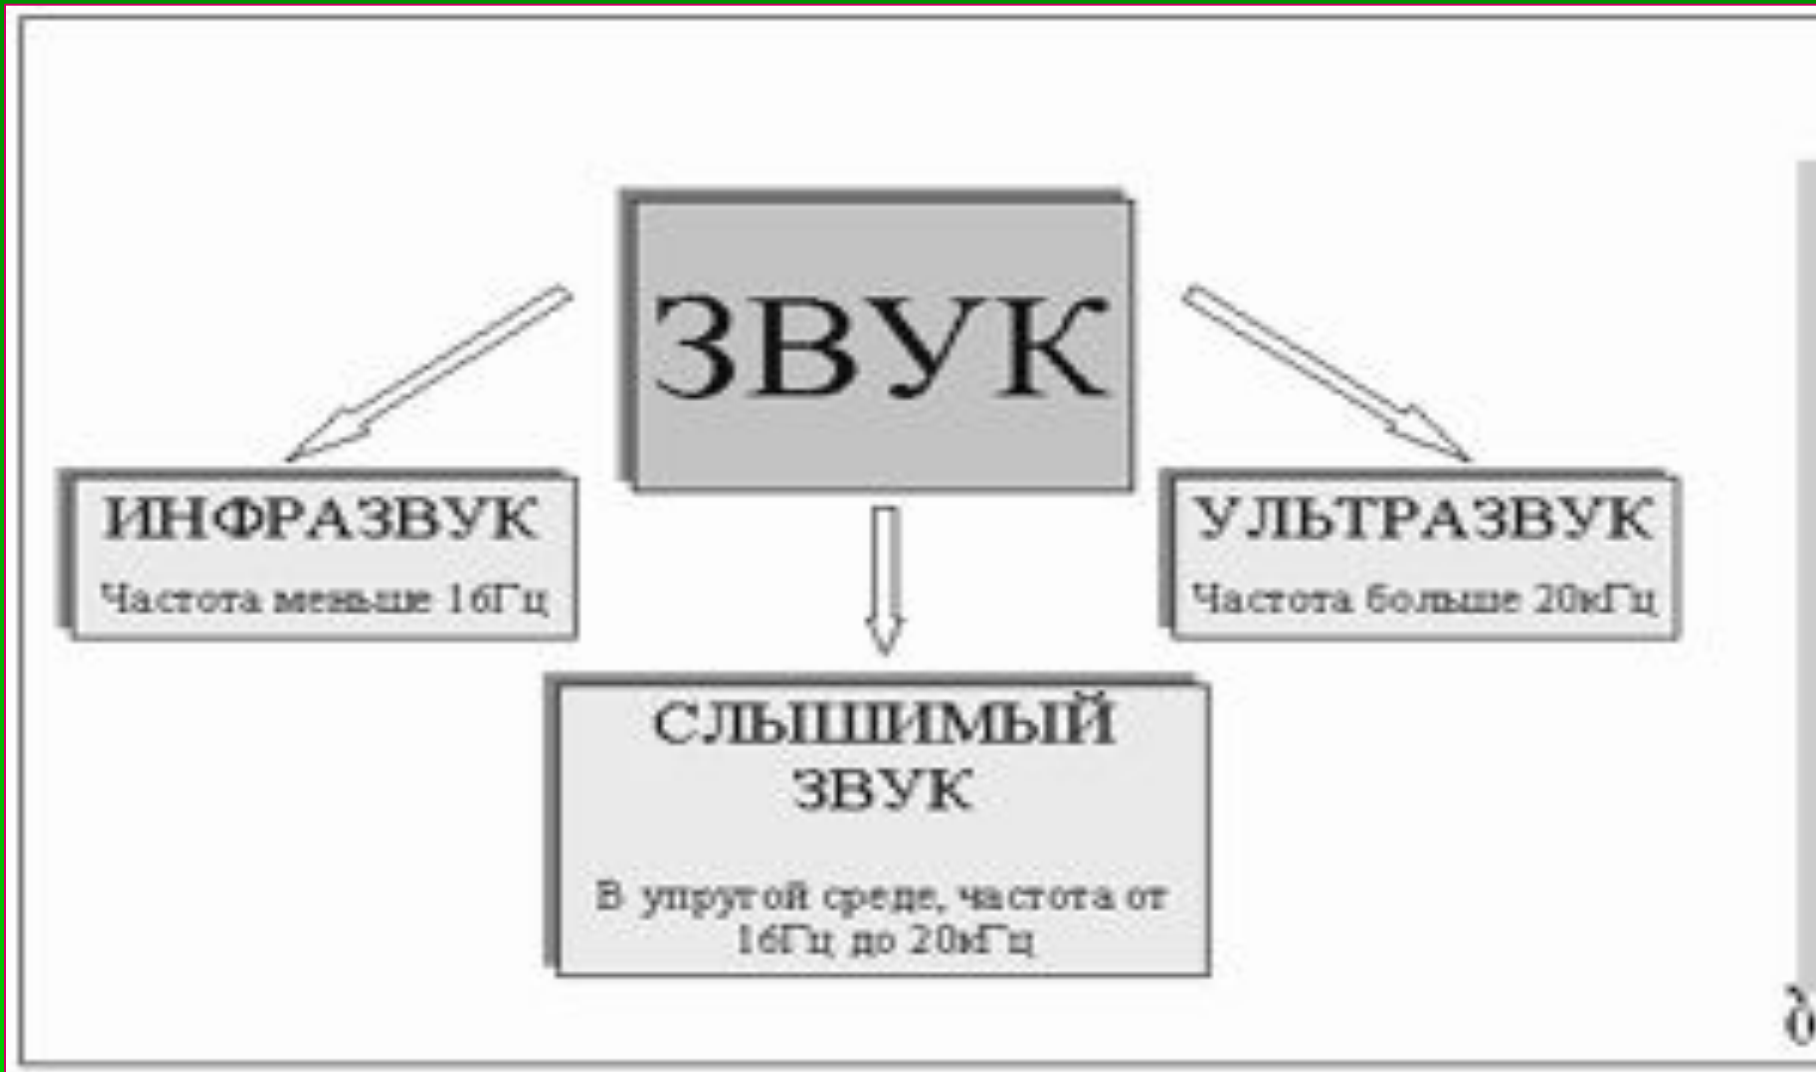 ЗВУК
ИНФРАЗВУК
Частота меньше 16Гц
УЛЬТРАЗВУК
Частота больше 20кГц
СЛЫШИМЫЙ
ЗВУК
В упругой среде, частота от
16Гц до 20кГц